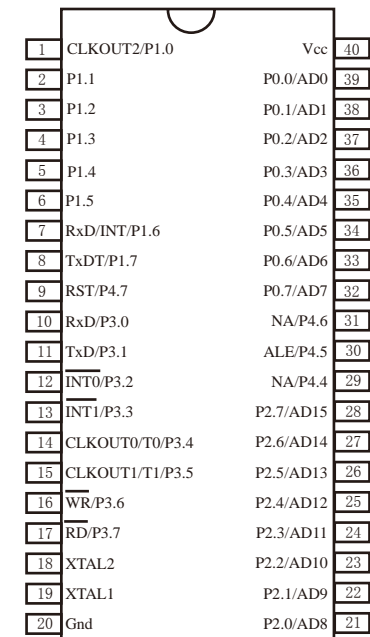 1 CLKOUT2/P1.0 Vcc 40
2 P1.1 P0.0/AD0 39
3 P1.2 P0.1/AD1 38
4 P1.3 P0.2/AD2 37
5 P1.4 P0.3/AD3 36
6 P1.5 P0.4/AD4 35
7 RxD/INT/P1.6 P0.5/AD5 34
8 TxDT/P1.7 P0.6/AD6 33
9 RST/P4.7 P0.7/AD7 32
10 RxD/P3.0 NA/P4.6 31
11 TxD/P3.1 ALE/P4.5 30
12 I̅N̅T̅0̅/P3.2 NA/P4.4 29
13 I̅N̅T̅1̅/P3.3 P2.7/AD15 28
14 CLKOUT0/T0/P3.4 P2.6/AD14 27
15 CLKOUT1/T1/P3.5 P2.5/AD13 26
16 W̅R̅/P3.6 P2.4/AD12 25
17 R̅D̅/P3.7 P2.3/AD11 24
18 XTAL2 P2.2/AD10 23
19 XTAL1 P2.1/AD9 22
20 Gnd P2.0/AD8 21